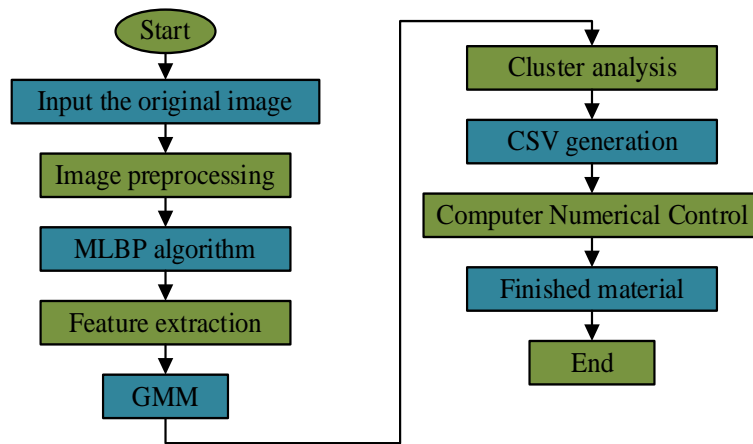 Start
Input the original image
Image preprocessing
MLBP algorithm
Feature extraction
GMM
Cluster analysis
CSV generation
Computer Numerical Control
Finished material
End